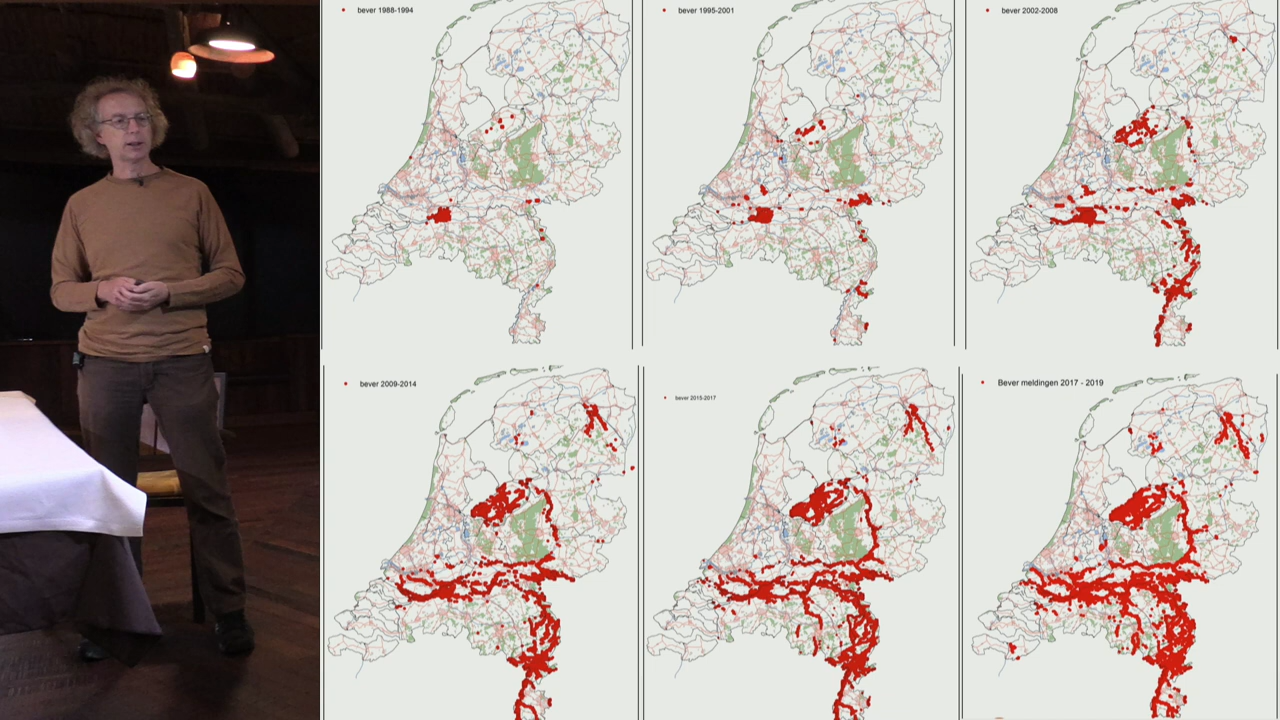 bever 1988-1994
bever 1995-2001
bever 2002-2008
bever 2009-2014
bever 2015-2017
Bever meldingen 2017 - 2019